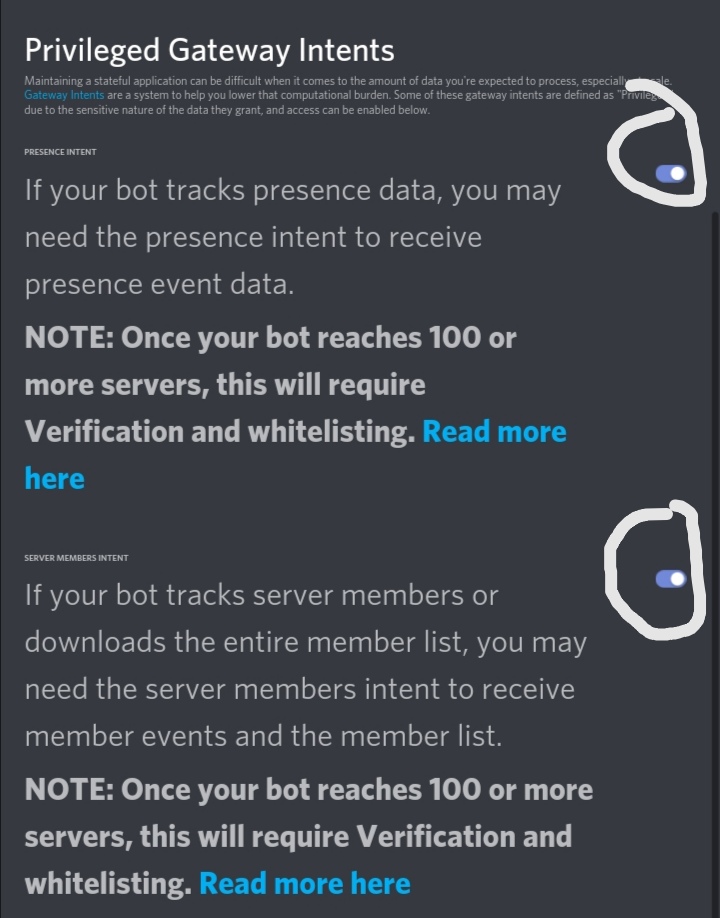 Privileged Gateway Intents
Maintaining a stateful application can be difficult when it comes to the amount of data you're expected to process, especially
Gateway Intents are a system to help you lower that computational burden. Some of these gateway intents are defined as
due to the sensitive nature of the data they grant, and access can be enabled below.
PRESENCE INTENT
If your bot tracks presence data, you may
need the presence intent to receive
presence event data.
NOTE: Once your bot reaches 100 or
more servers, this will require
Verification and whitelisting. Read more
here
SERVER MEMBERS INTENT
If your bot tracks server members or
downloads the entire member list, you may
need the server members intent to receive
member events and the member list.
NOTE: Once your bot reaches 100 or more
servers, this will require Verification and
whitelisting. Read more here